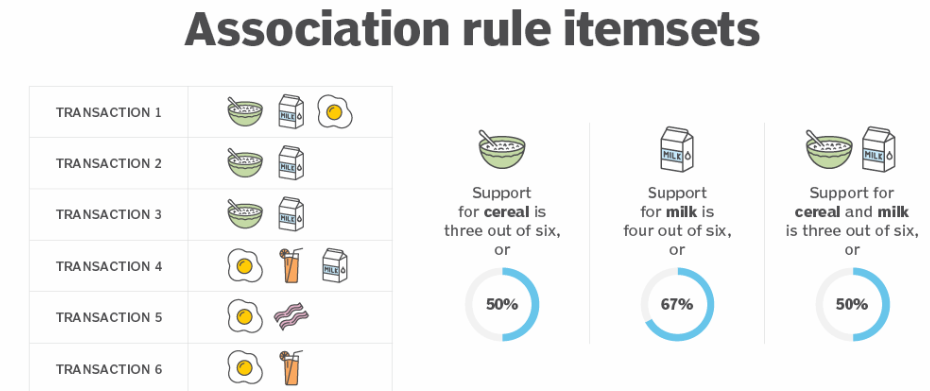 Association rule itemsets
TRANSACTION 1
MILK
TRANSACTION 2
MILK
TRANSACTION 3
MILK
TRANSACTION 4
MILK
TRANSACTION 5
TRANSACTION 6
Support
for cereal is
three out of six,
or
50%
MILK
Support
for milk is
four out of six,
or
67%
MILK
Support for
cereal and milk
is three out of six,
or
50%